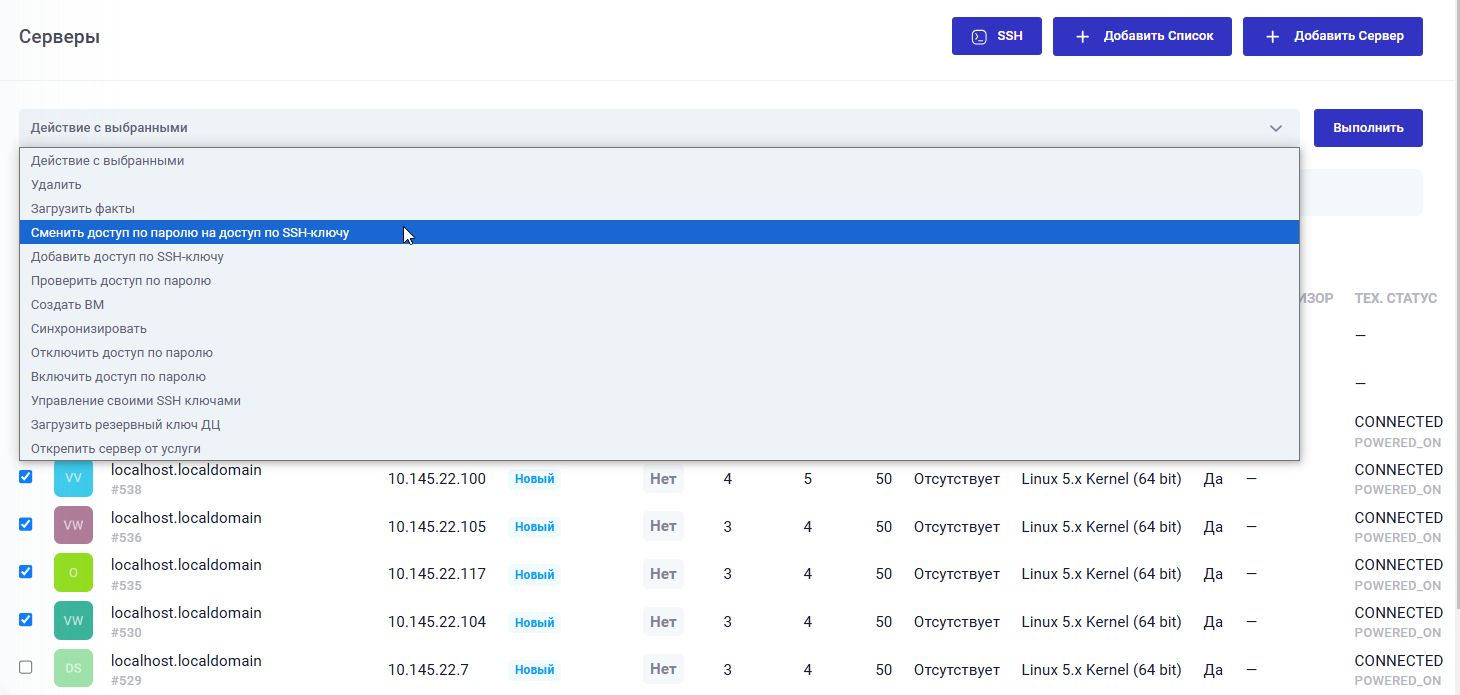 Серверы
SSH
Добавить Список
Добавить Сервер
Действие с выбранными
Выполнить
Действие с выбранными
Удалить
Загрузить факты
Сменить доступ по паролю на доступ по SSH-ключу
Добавить доступ по SSH-ключу
Проверить доступ по паролю
Создать ВМ
Синхронизировать
Отключить доступ по паролю
Включить доступ по паролю
Управление своими SSH ключами
Загрузить резервный ключ ДЦ
Открепить сервер от услуги
ТЕХ. СТАТУС
—
—
CONNECTED
POWERED_ON
VV localhost.localdomain 10.145.22.100 Новый Нет 4 5 50 Отсутствует Linux 5.x Kernel (64 bit) Да — CONNECTED
#538 POWERED_ON
VW localhost.localdomain 10.145.22.105 Новый Нет 3 4 50 Отсутствует Linux 5.x Kernel (64 bit) Да — CONNECTED
#536 POWERED_ON
O localhost.localdomain 10.145.22.117 Новый Нет 3 4 50 Отсутствует Linux 5.x Kernel (64 bit) Да — CONNECTED
#535 POWERED_ON
VW localhost.localdomain 10.145.22.104 Новый Нет 3 4 50 Отсутствует Linux 5.x Kernel (64 bit) Да — CONNECTED
#530 POWERED_ON
DS localhost.localdomain 10.145.22.7 Новый Нет 3 4 50 Отсутствует Linux 5.x Kernel (64 bit) Да — CONNECTED
#529 POWERED_ON